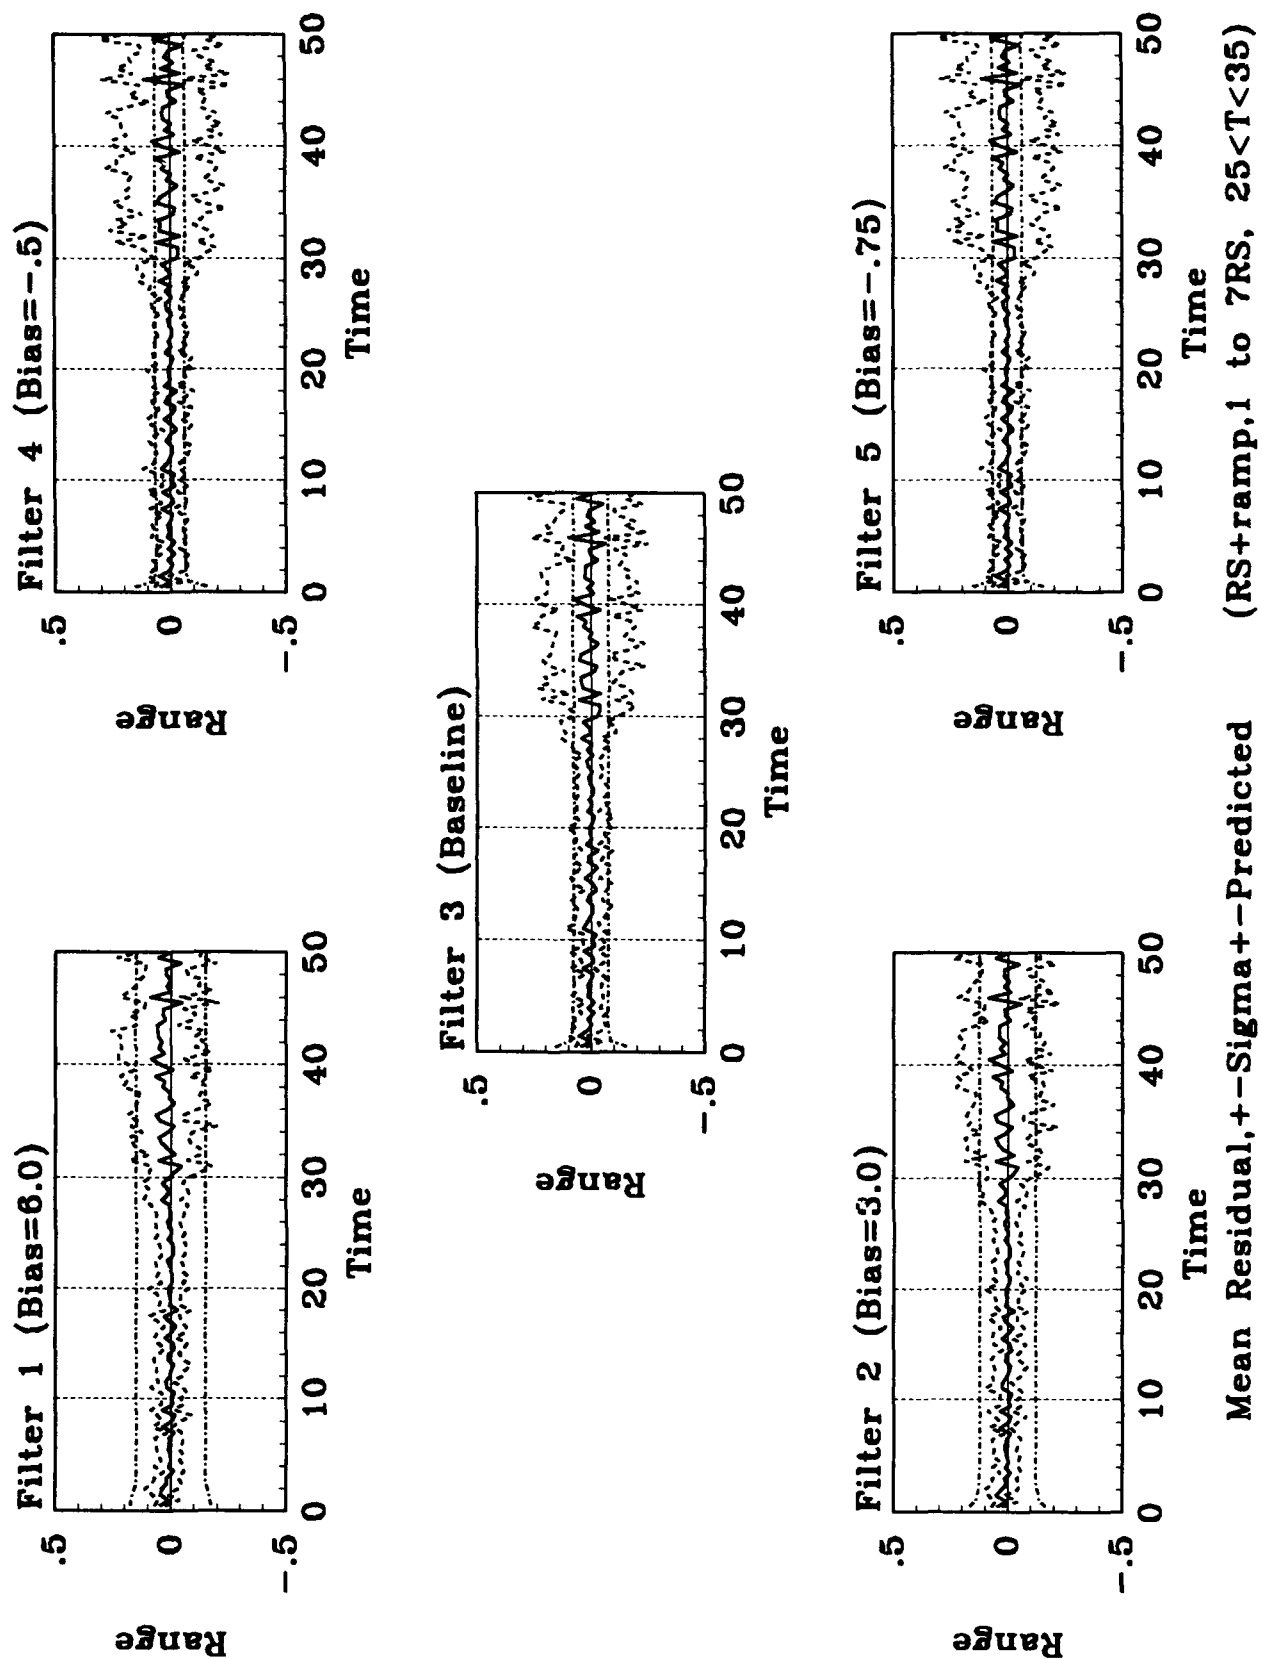 Filter 1 (Bias=6.0)
.5
0
-.5
Range
0 10 20 30 40 50
Time
Filter 4 (Bias=-.5)
.5
0
-.5
Range
0 10 20 30 40 50
Time
Filter 3 (Baseline)
.5
0
-.5
Range
0 10 20 30 40 50
Time
Filter 2 (Bias=3.0)
.5
0
-.5
Range
0 10 20 30 40 50
Time
Filter 5 (Bias=-.75)
.5
0
-.5
Range
0 10 20 30 40 50
Time
Mean Residual,+-Sigma+-Predicted (RS+ramp,1 to 7RS, 25<T<35)